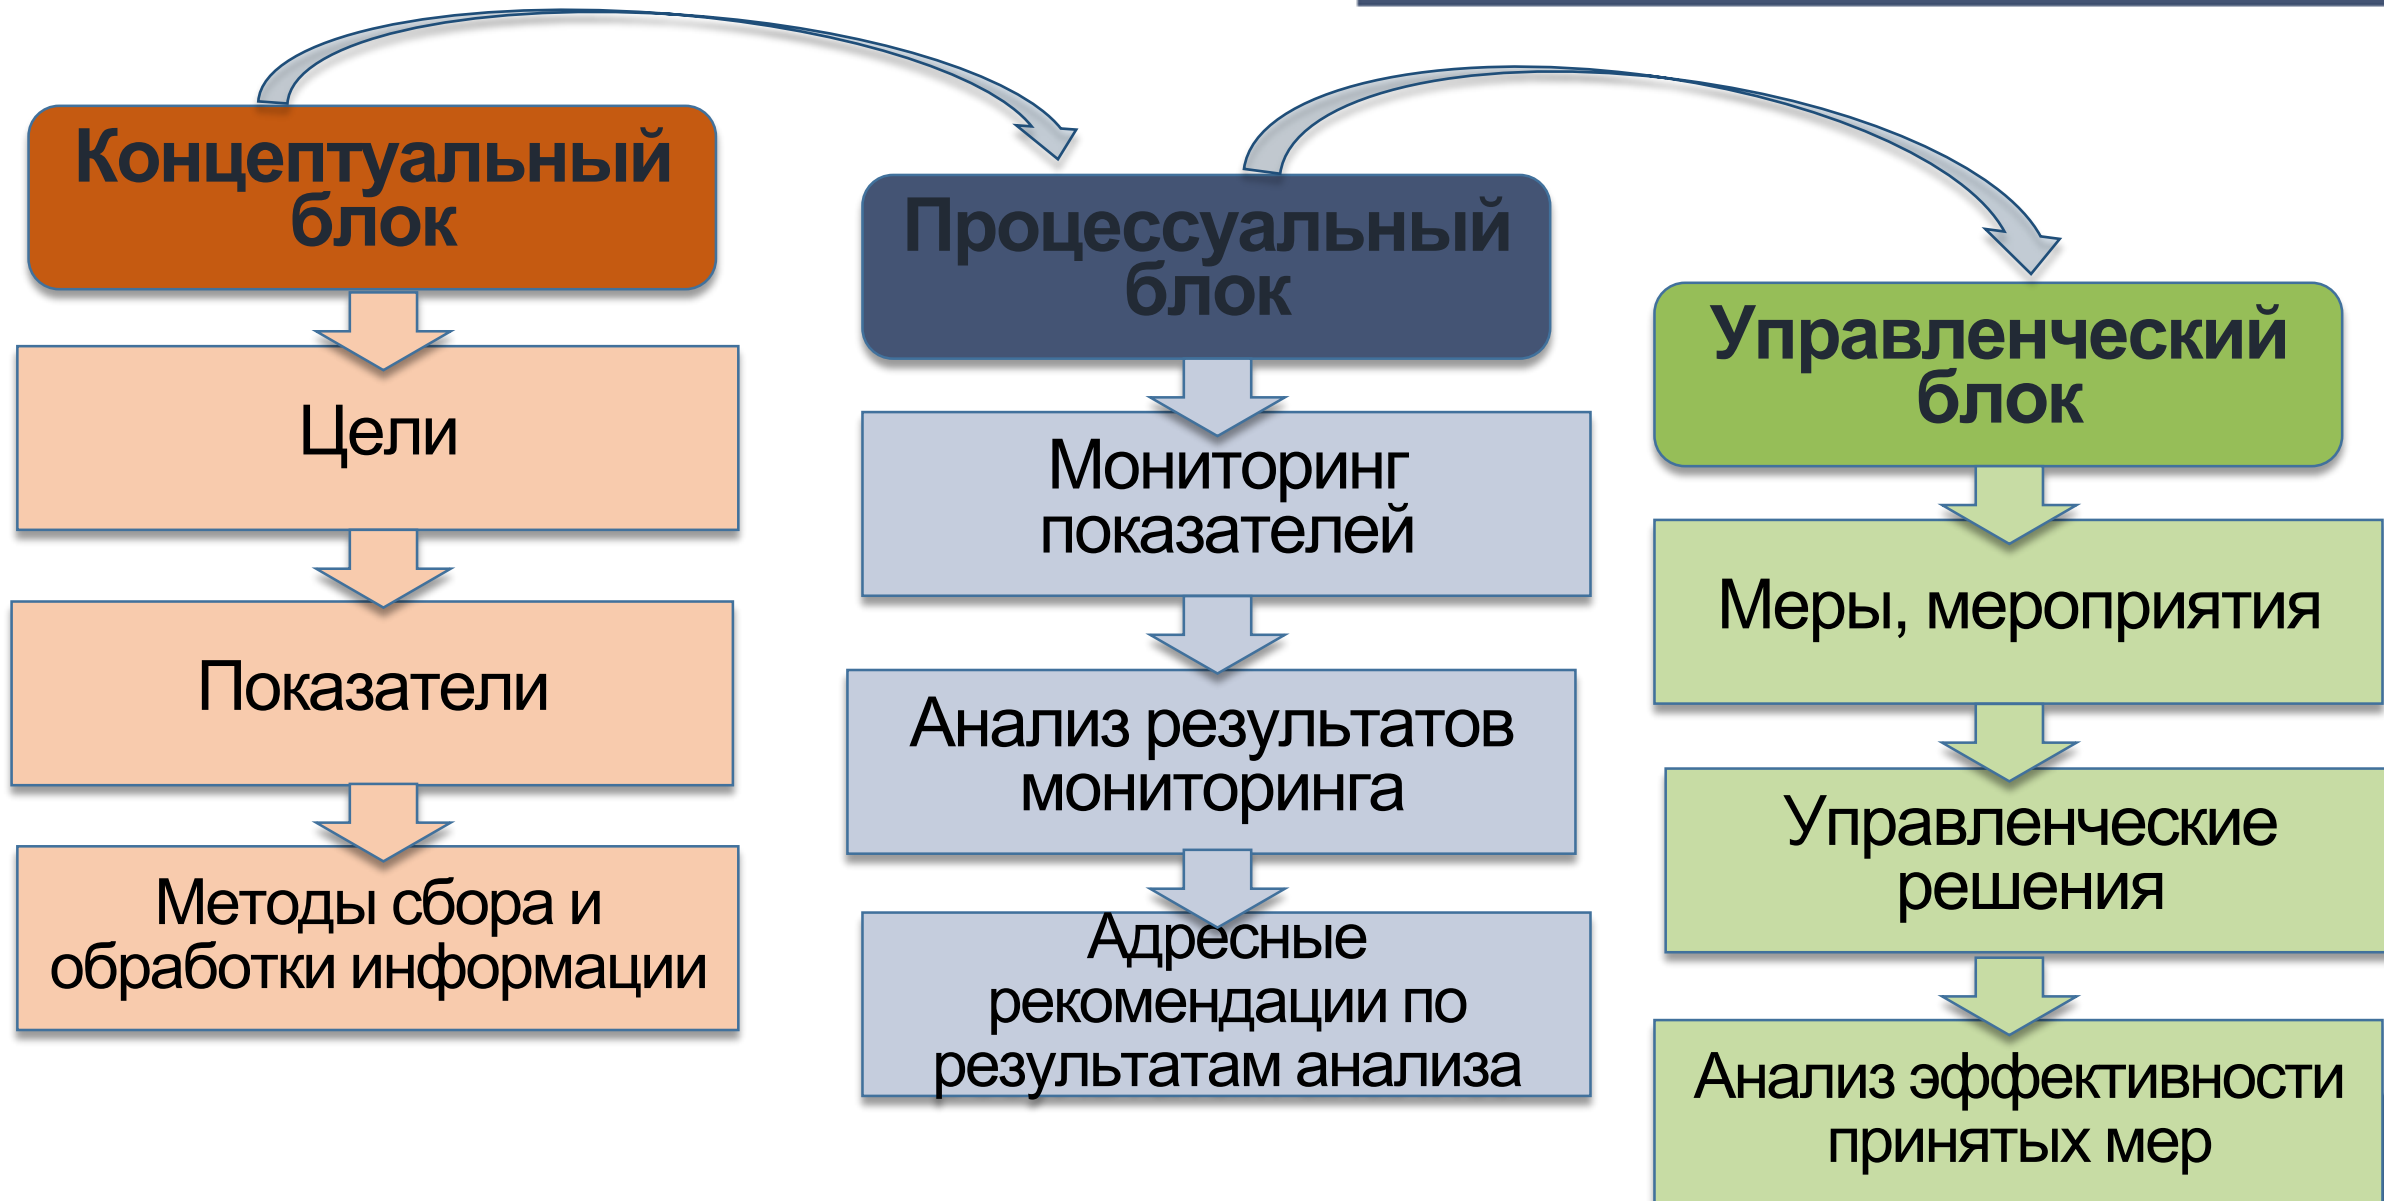 Концептуальный
блок
Цели
Показатели
Методы сбора и
обработки информации
Процессуальный
блок
Мониторинг
показателей
Анализ результатов
мониторинга
Адресные
рекомендации по
результатам анализа
Управленческий
блок
Меры, мероприятия
Управленческие
решения
Анализ эффективности
принятых мер